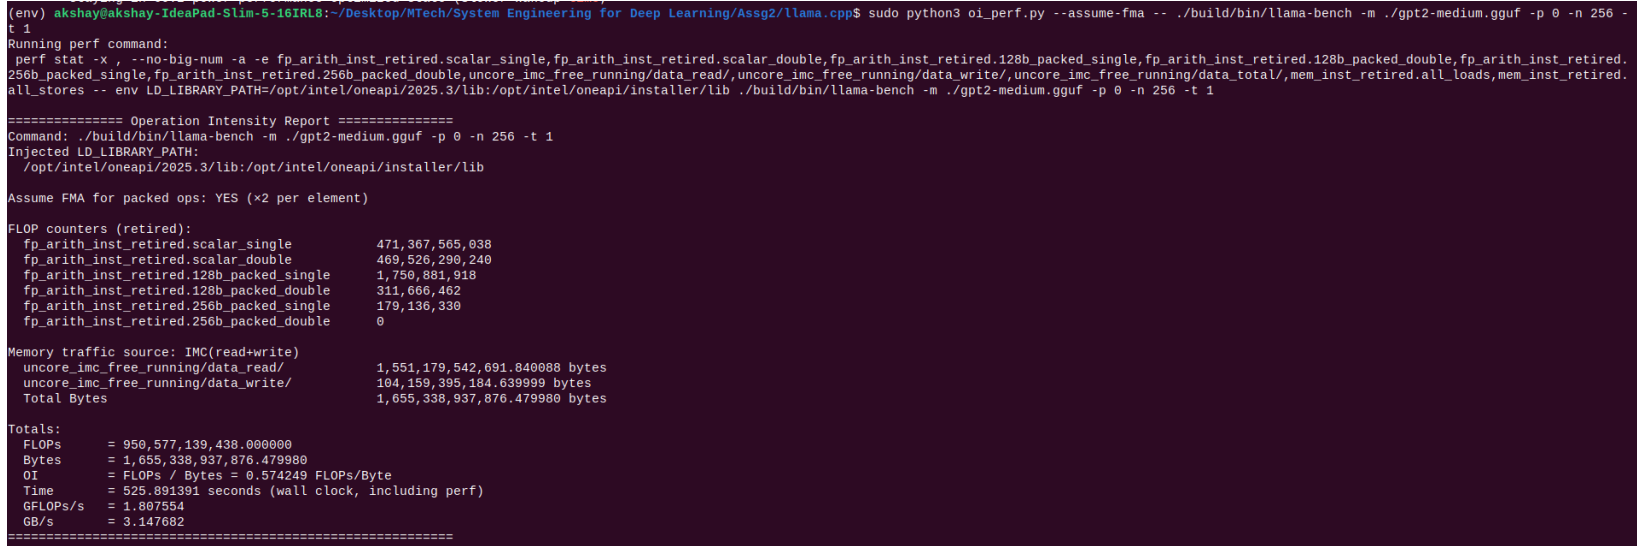 (env) akshay@akshay-IdeaPad-Slim-5-16IRL8:~/Desktop/MTech/System Engineering for Deep Learning/Assg2/llama.cpp$ sudo python3 oi_perf.py --assume-fma -- ./build/bin/llama-bench -m ./gpt2-medium.gguf -p 0 -n 256 -
t 1
Running perf command:
 perf stat -x , --no-big-num -a -e fp_arith_inst_retired.scalar_single,fp_arith_inst_retired.scalar_double,fp_arith_inst_retired.128b_packed_single,fp_arith_inst_retired.128b_packed_double,fp_arith_inst_retired.
256b_packed_single,fp_arith_inst_retired.256b_packed_double,uncore_imc_free_running/data_read/,uncore_imc_free_running/data_write/,uncore_imc_free_running/data_total/,mem_inst_retired.all_loads,mem_inst_retired.
all_stores -- env LD_LIBRARY_PATH=/opt/intel/oneapi/2025.3/lib:/opt/intel/oneapi/installer/lib ./build/bin/llama-bench -m ./gpt2-medium.gguf -p 0 -n 256 -t 1
=============== Operation Intensity Report ===============
Command: ./build/bin/llama-bench -m ./gpt2-medium.gguf -p 0 -n 256 -t 1
Injected LD_LIBRARY_PATH:
  /opt/intel/oneapi/2025.3/lib:/opt/intel/oneapi/installer/lib
Assume FMA for packed ops: YES (×2 per element)
FLOP counters (retired):
  fp_arith_inst_retired.scalar_single           471,367,565,038
  fp_arith_inst_retired.scalar_double           469,526,290,240
  fp_arith_inst_retired.128b_packed_single      1,750,881,918
  fp_arith_inst_retired.128b_packed_double      311,666,462
  fp_arith_inst_retired.256b_packed_single      179,136,330
  fp_arith_inst_retired.256b_packed_double      0
Memory traffic source: IMC(read+write)
  uncore_imc_free_running/data_read/            1,551,179,542,691.840088 bytes
  uncore_imc_free_running/data_write/           104,159,395,184.639999 bytes
  Total Bytes                                   1,655,338,937,876.479980 bytes
Totals:
  FLOPs      = 950,577,139,438.000000
  Bytes      = 1,655,338,937,876.479980
  OI         = FLOPs / Bytes = 0.574249 FLOPs/Byte
  Time       = 525.891391 seconds (wall clock, including perf)
  GFLOPs/s   = 1.807554
  GB/s       = 3.147682
==========================================================